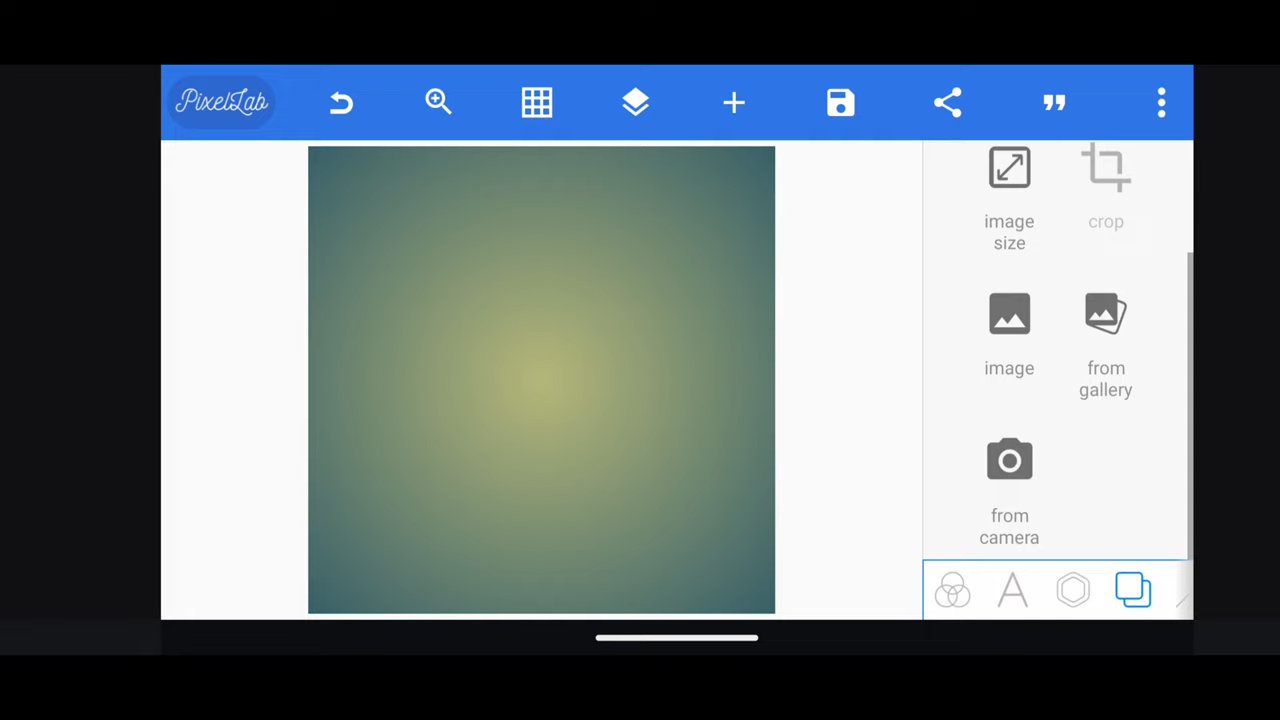 PixelLab
image
size
crop
image
from
gallery
from
camera